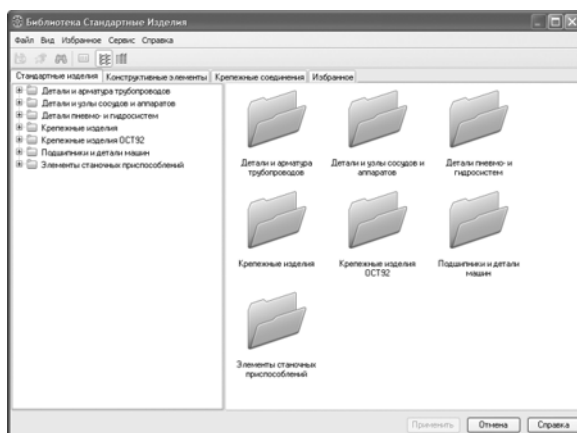 Библиотека Стандартные Изделия
Файл Вид Избранное Сервис Справка
Стандартные изделия Конструктивные элементы Крепежные соединения Избранное
Детали и арматура трубопроводов
Детали и узлы сосудов и аппаратов
Детали пневмо- и гидросистем
Крепежные изделия
Крепежные изделия ОСТ92
Подшипники и детали машин
Элементы станочных приспособлений
Детали и арматура
трубопроводов
Детали и узлы сосудов и
аппаратов
Детали пневмо- и
гидросистем
Крепежные изделия
Крепежные изделия
ОСТ92
Подшипники и детали
машин
Элементы станочных
приспособлений
Применить Отмена Справка